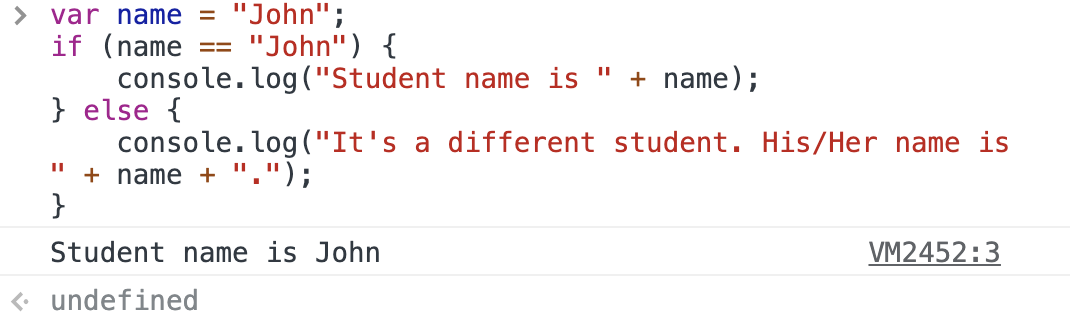 var name = "John";
if (name == "John") {
    console.log("Student name is " + name);
} else {
    console.log("It's a different student. His/Her name is
" + name + ".");
}
Student name is John VM2452:3
undefined